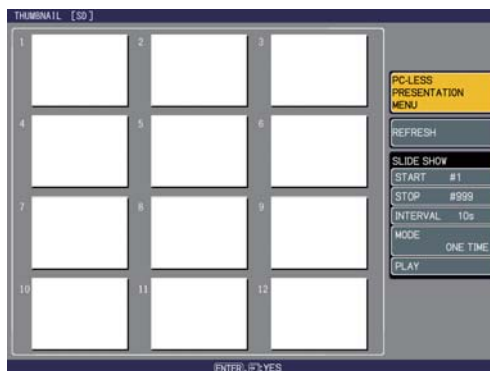 THUMBNAIL [SD]
1 2 3
4 5 6
7 8 9
10 11 12
PC-LESS
PRESENTATION
MENU
REFRESH
SLIDE SHOW
START #1
STOP #999
INTERVAL 10s
MODE
ONE TIME
PLAY
ENTER, :YES